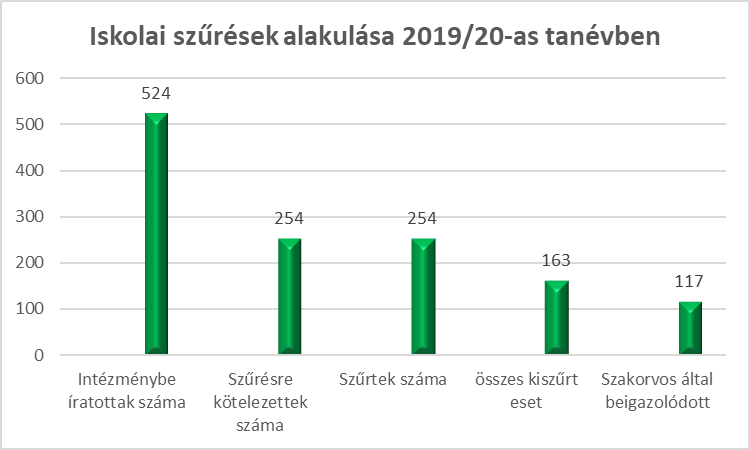 Iskolai szűrések alakulása 2019/20-as tanévben
600
500
400
300
200
100
0
524
254
254
163
117
Intézménybe
íratottak száma
Szűrésre
kötelezettek
száma
Szűrtek száma
összes kiszűrt
eset
Szakorvos által
beigazolódott